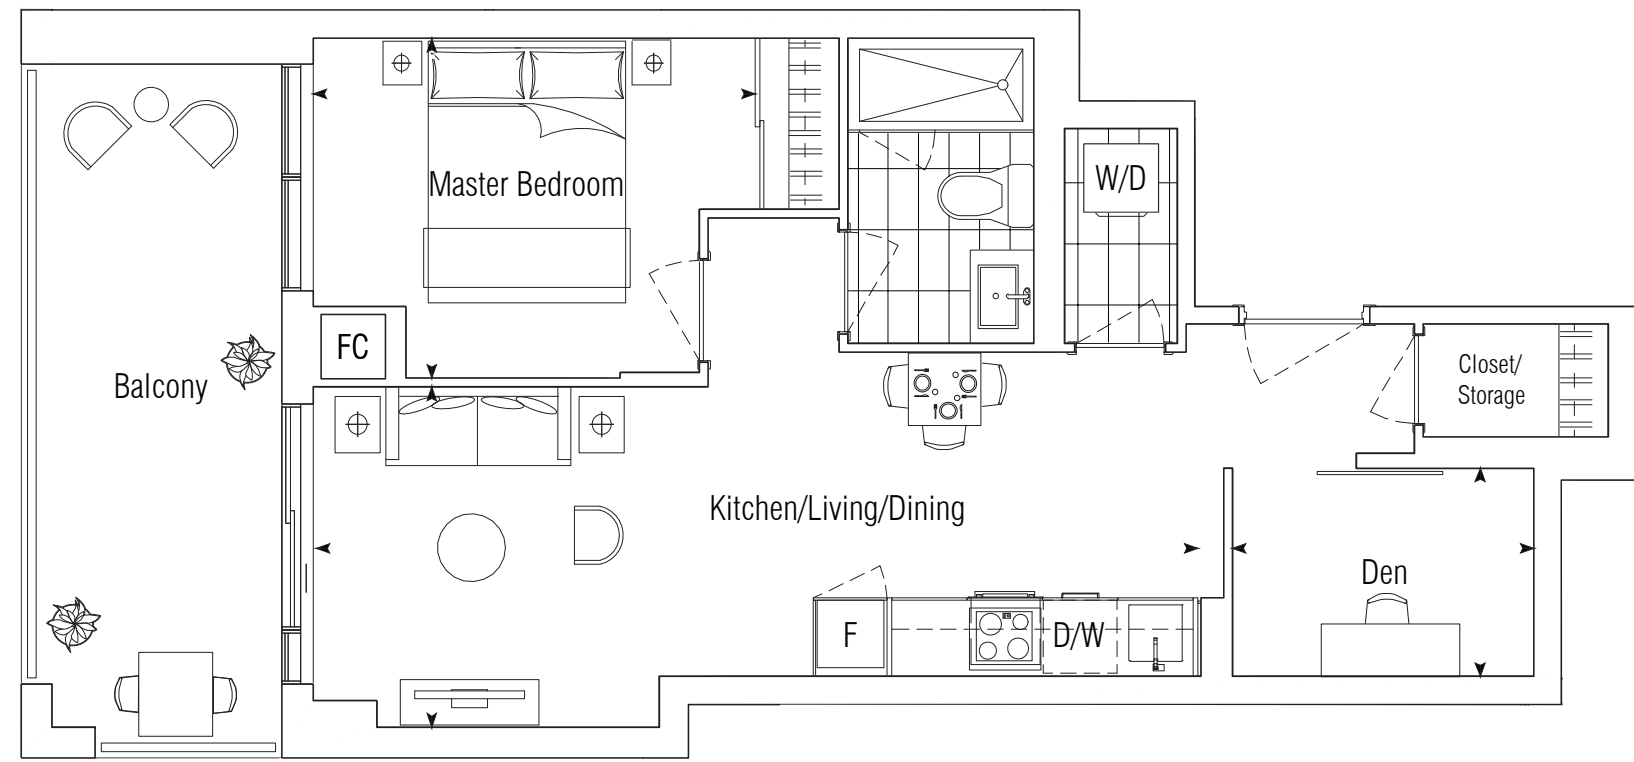 Master Bedroom
W/D
FC
Balcony
Closet/
Storage
Kitchen/Living/Dining
Den
F
D/W